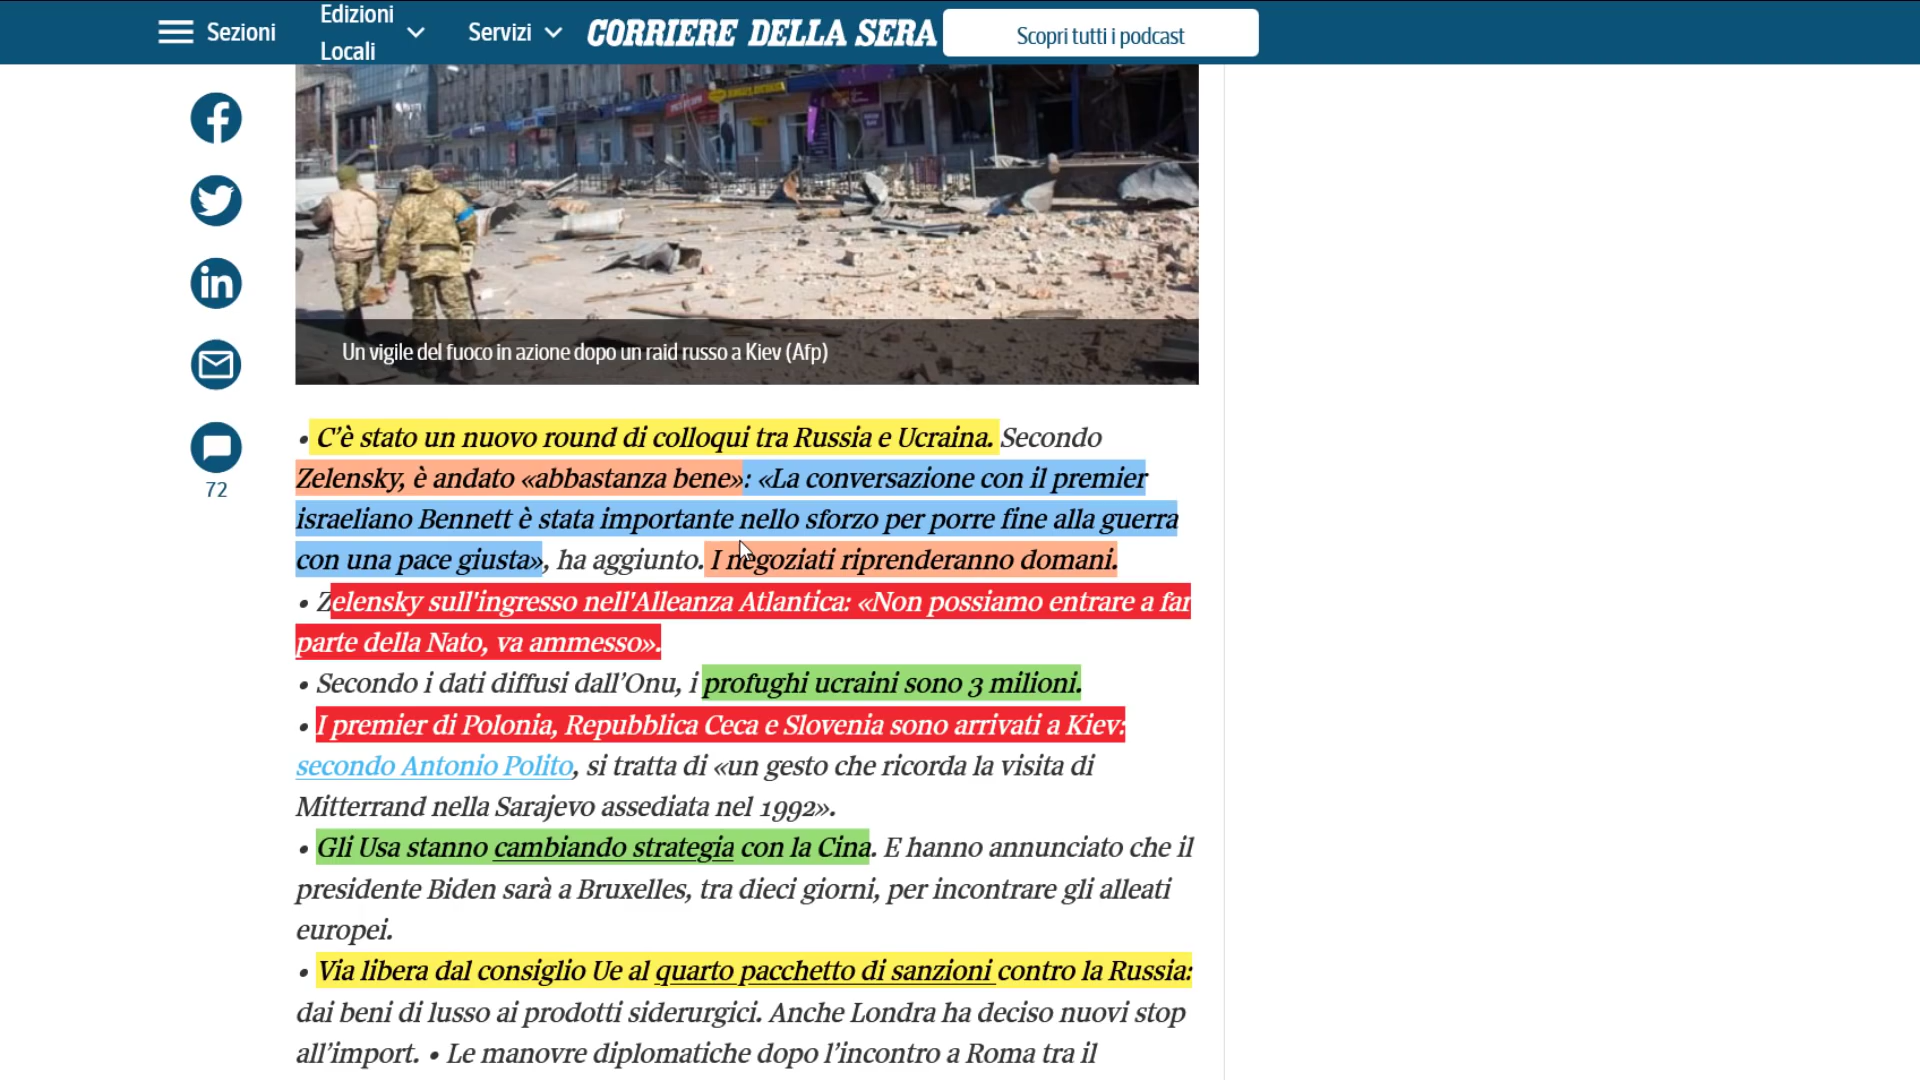 Sezioni
Edizioni
Locali
Servizi
CORRIERE DELLA SERA
Scopri tutti i podcast
Un vigile del fuoco in azione dopo un raid russo a Kiev (Afp)
72
• C’è stato un nuovo round di colloqui tra Russia e Ucraina. Secondo
Zelensky, è andato «abbastanza bene»: «La conversazione con il premier
israeliano Bennett è stata importante nello sforzo per porre fine alla guerra
con una pace giusta», ha aggiunto. I negoziati riprenderanno domani.
• Zelensky sull'ingresso nell'Alleanza Atlantica: «Non possiamo entrare a far
parte della Nato, va ammesso».
• Secondo i dati diffusi dall’Onu, i profughi ucraini sono 3 milioni.
• I premier di Polonia, Repubblica Ceca e Slovenia sono arrivati a Kiev:
secondo Antonio Polito, si tratta di «un gesto che ricorda la visita di
Mitterrand nella Sarajevo assediata nel 1992».
• Gli Usa stanno cambiando strategia con la Cina. E hanno annunciato che il
presidente Biden sarà a Bruxelles, tra dieci giorni, per incontrare gli alleati
europei.
• Via libera dal consiglio Ue al quarto pacchetto di sanzioni contro la Russia:
dai beni di lusso ai prodotti siderurgici. Anche Londra ha deciso nuovi stop
all’import. • Le manovre diplomatiche dopo l’incontro a Roma tra il